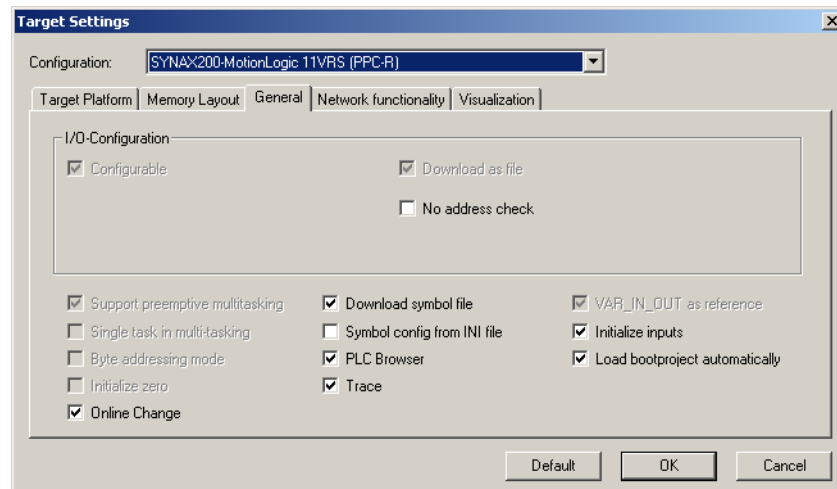 Target Settings
Configuration: SYNAX200-MotionLogic 11VRS (PPC-R)
Target Platform Memory Layout General Network functionality Visualization
I/O-Configuration
Configurable Download as file
No address check
Support preemptive multitasking Download symbol file VAR_IN_OUT as reference
Single task in multi-tasking Symbol config from INI file Initialize inputs
Byte addressing mode PLC Browser Load bootproject automatically
Initialize zero Trace
Online Change
Default OK Cancel